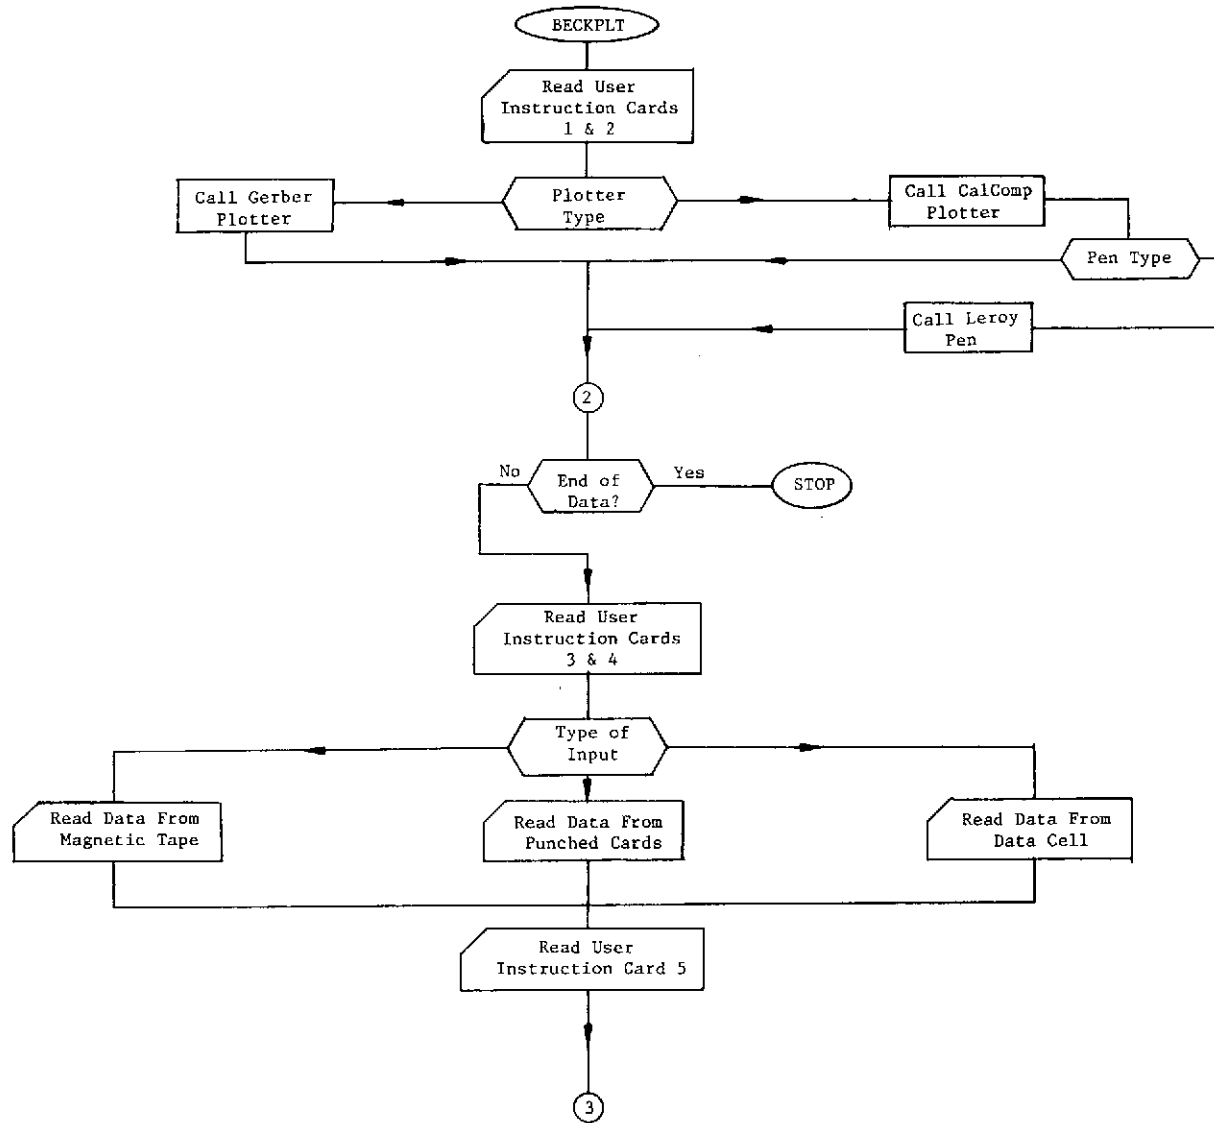 BECKPLT
Read User
Instruction Cards
1 & 2
Call Gerber
Plotter
Plotter
Type
Call CalComp
Plotter
Pen Type
Call Leroy
Pen
2
No
End of
Data?
Yes
STOP
Read User
Instruction Cards
3 & 4
Type of
Input
Read Data From
Magnetic Tape
Read Data From
Punched Cards
Read Data From
Data Cell
Read User
Instruction Card 5
3